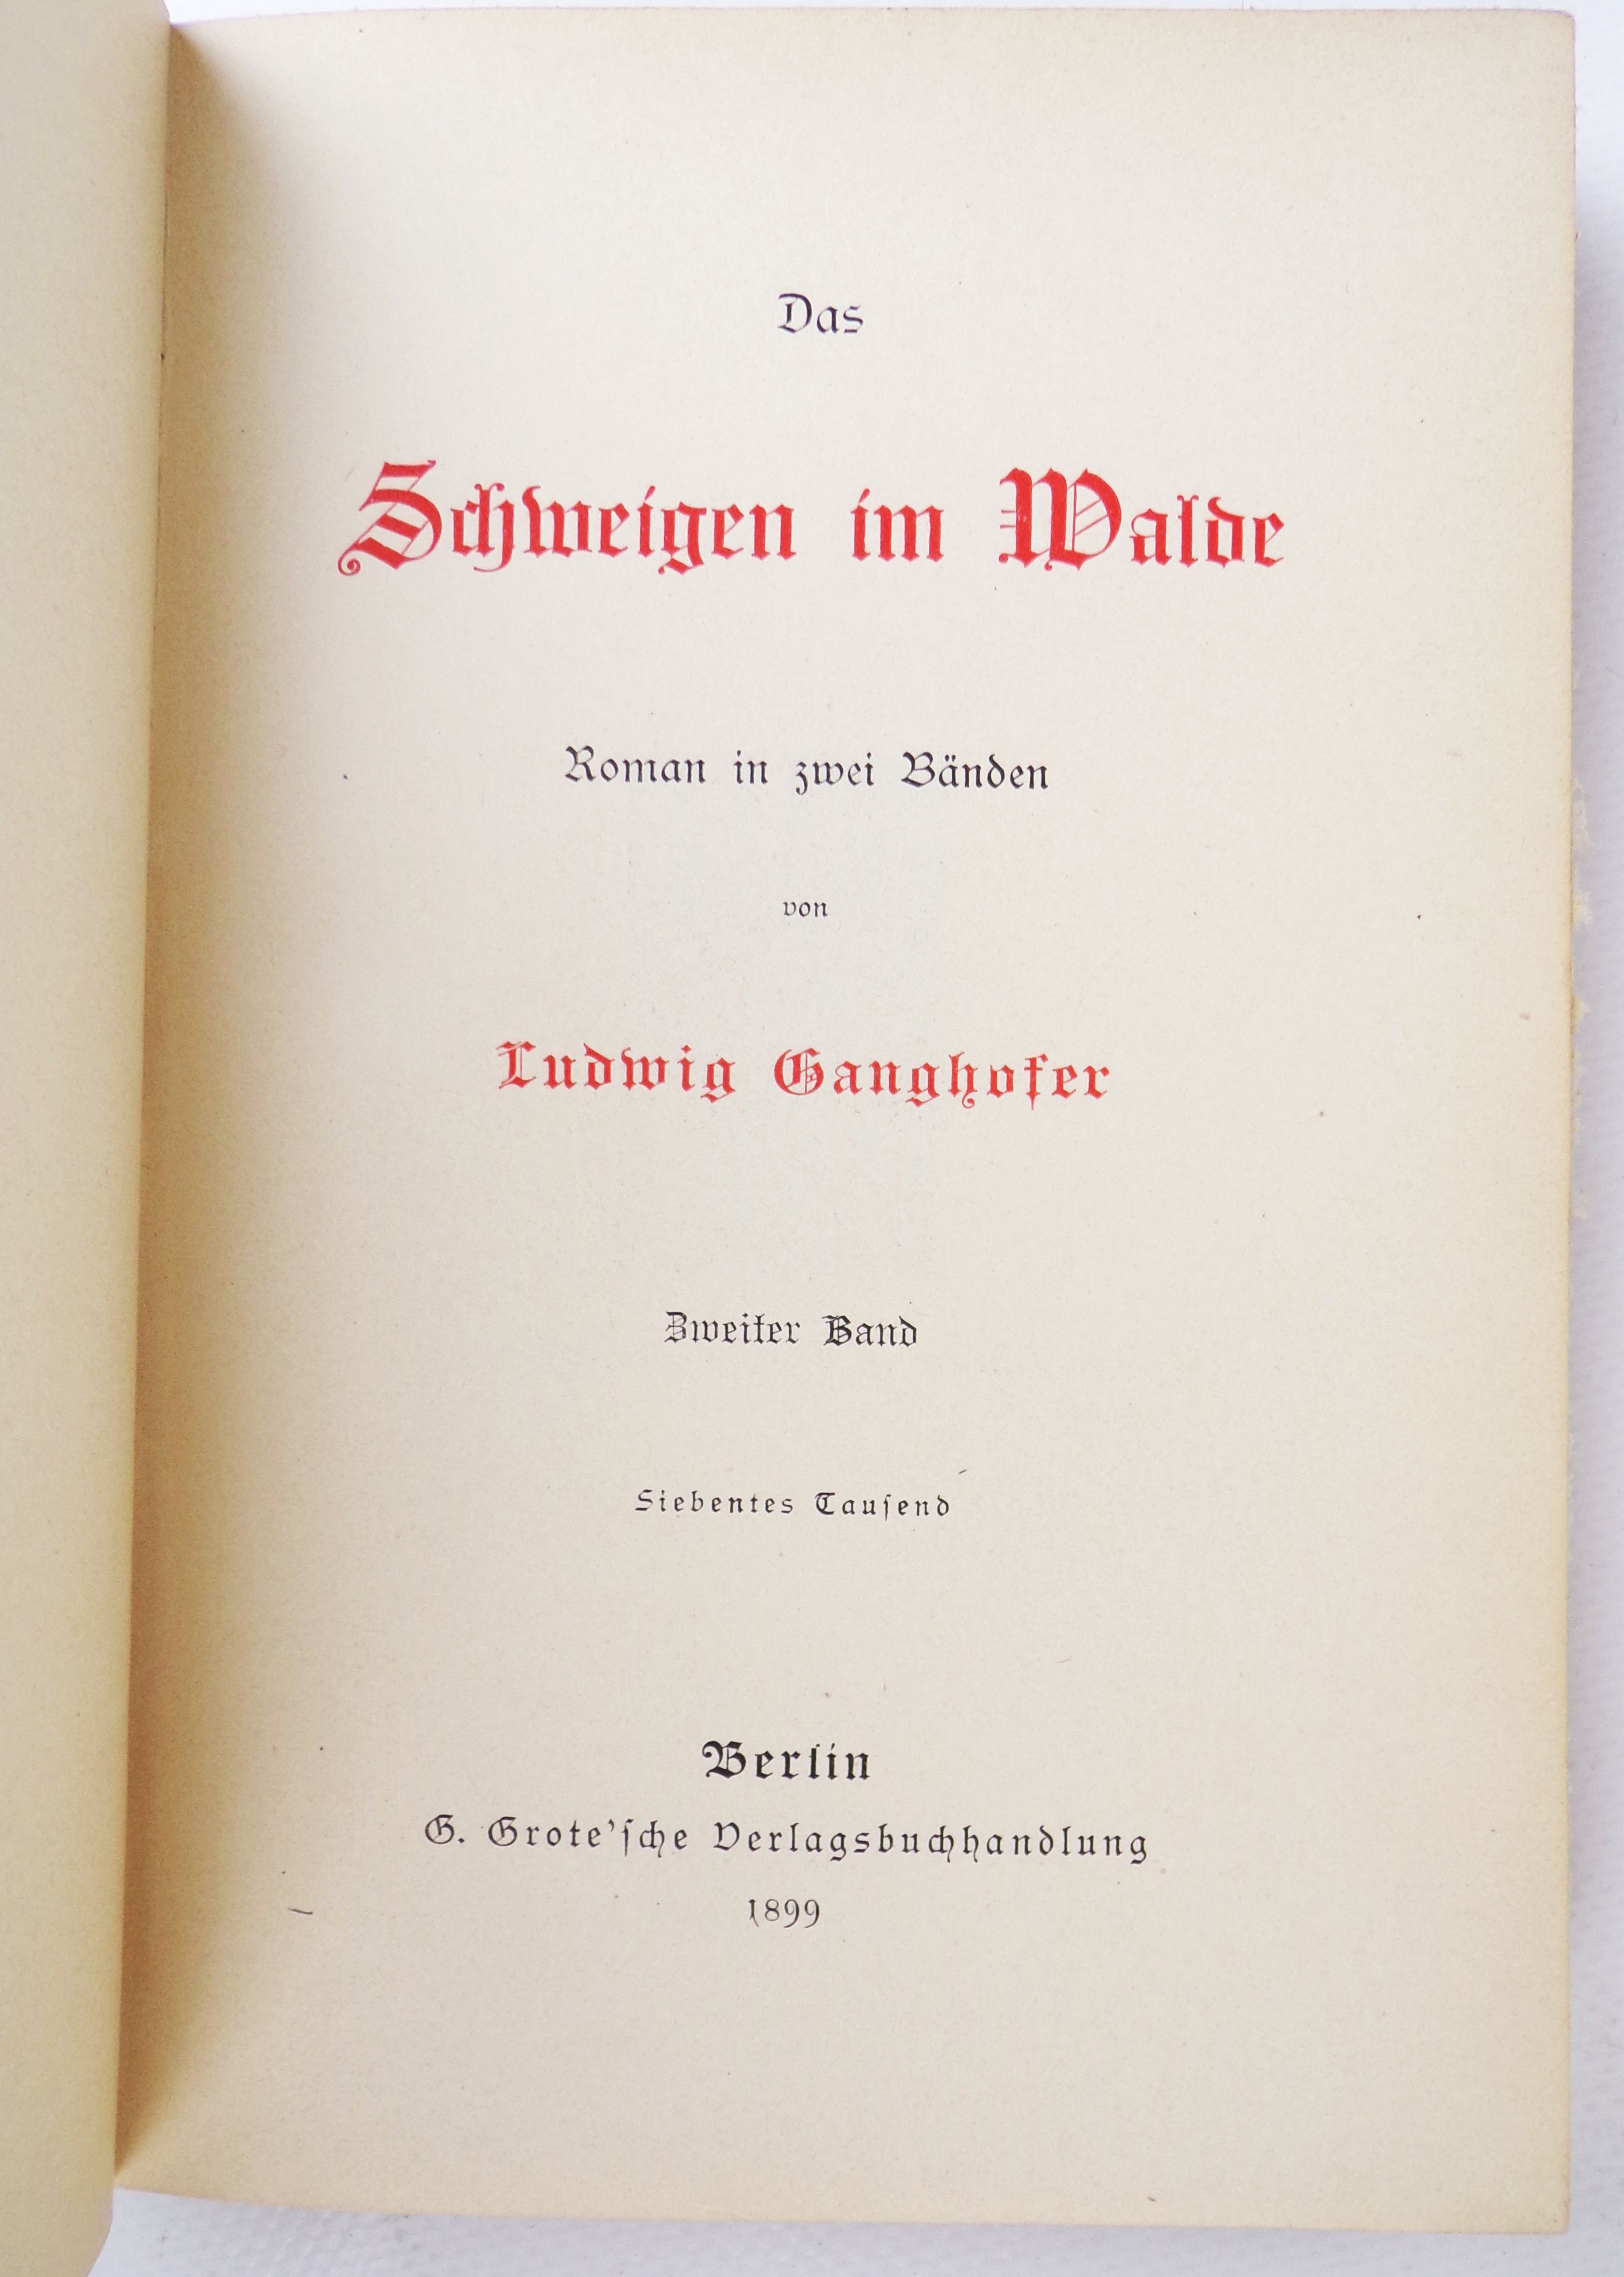 Das
Schweigen im Walde
Roman in zwei Bänden
von
Ludwig Ganghofer
Zweiter Band
Siebentes Tauſend
Berlin
G. Grote'ſche Verlagsbuchhandlung
1899